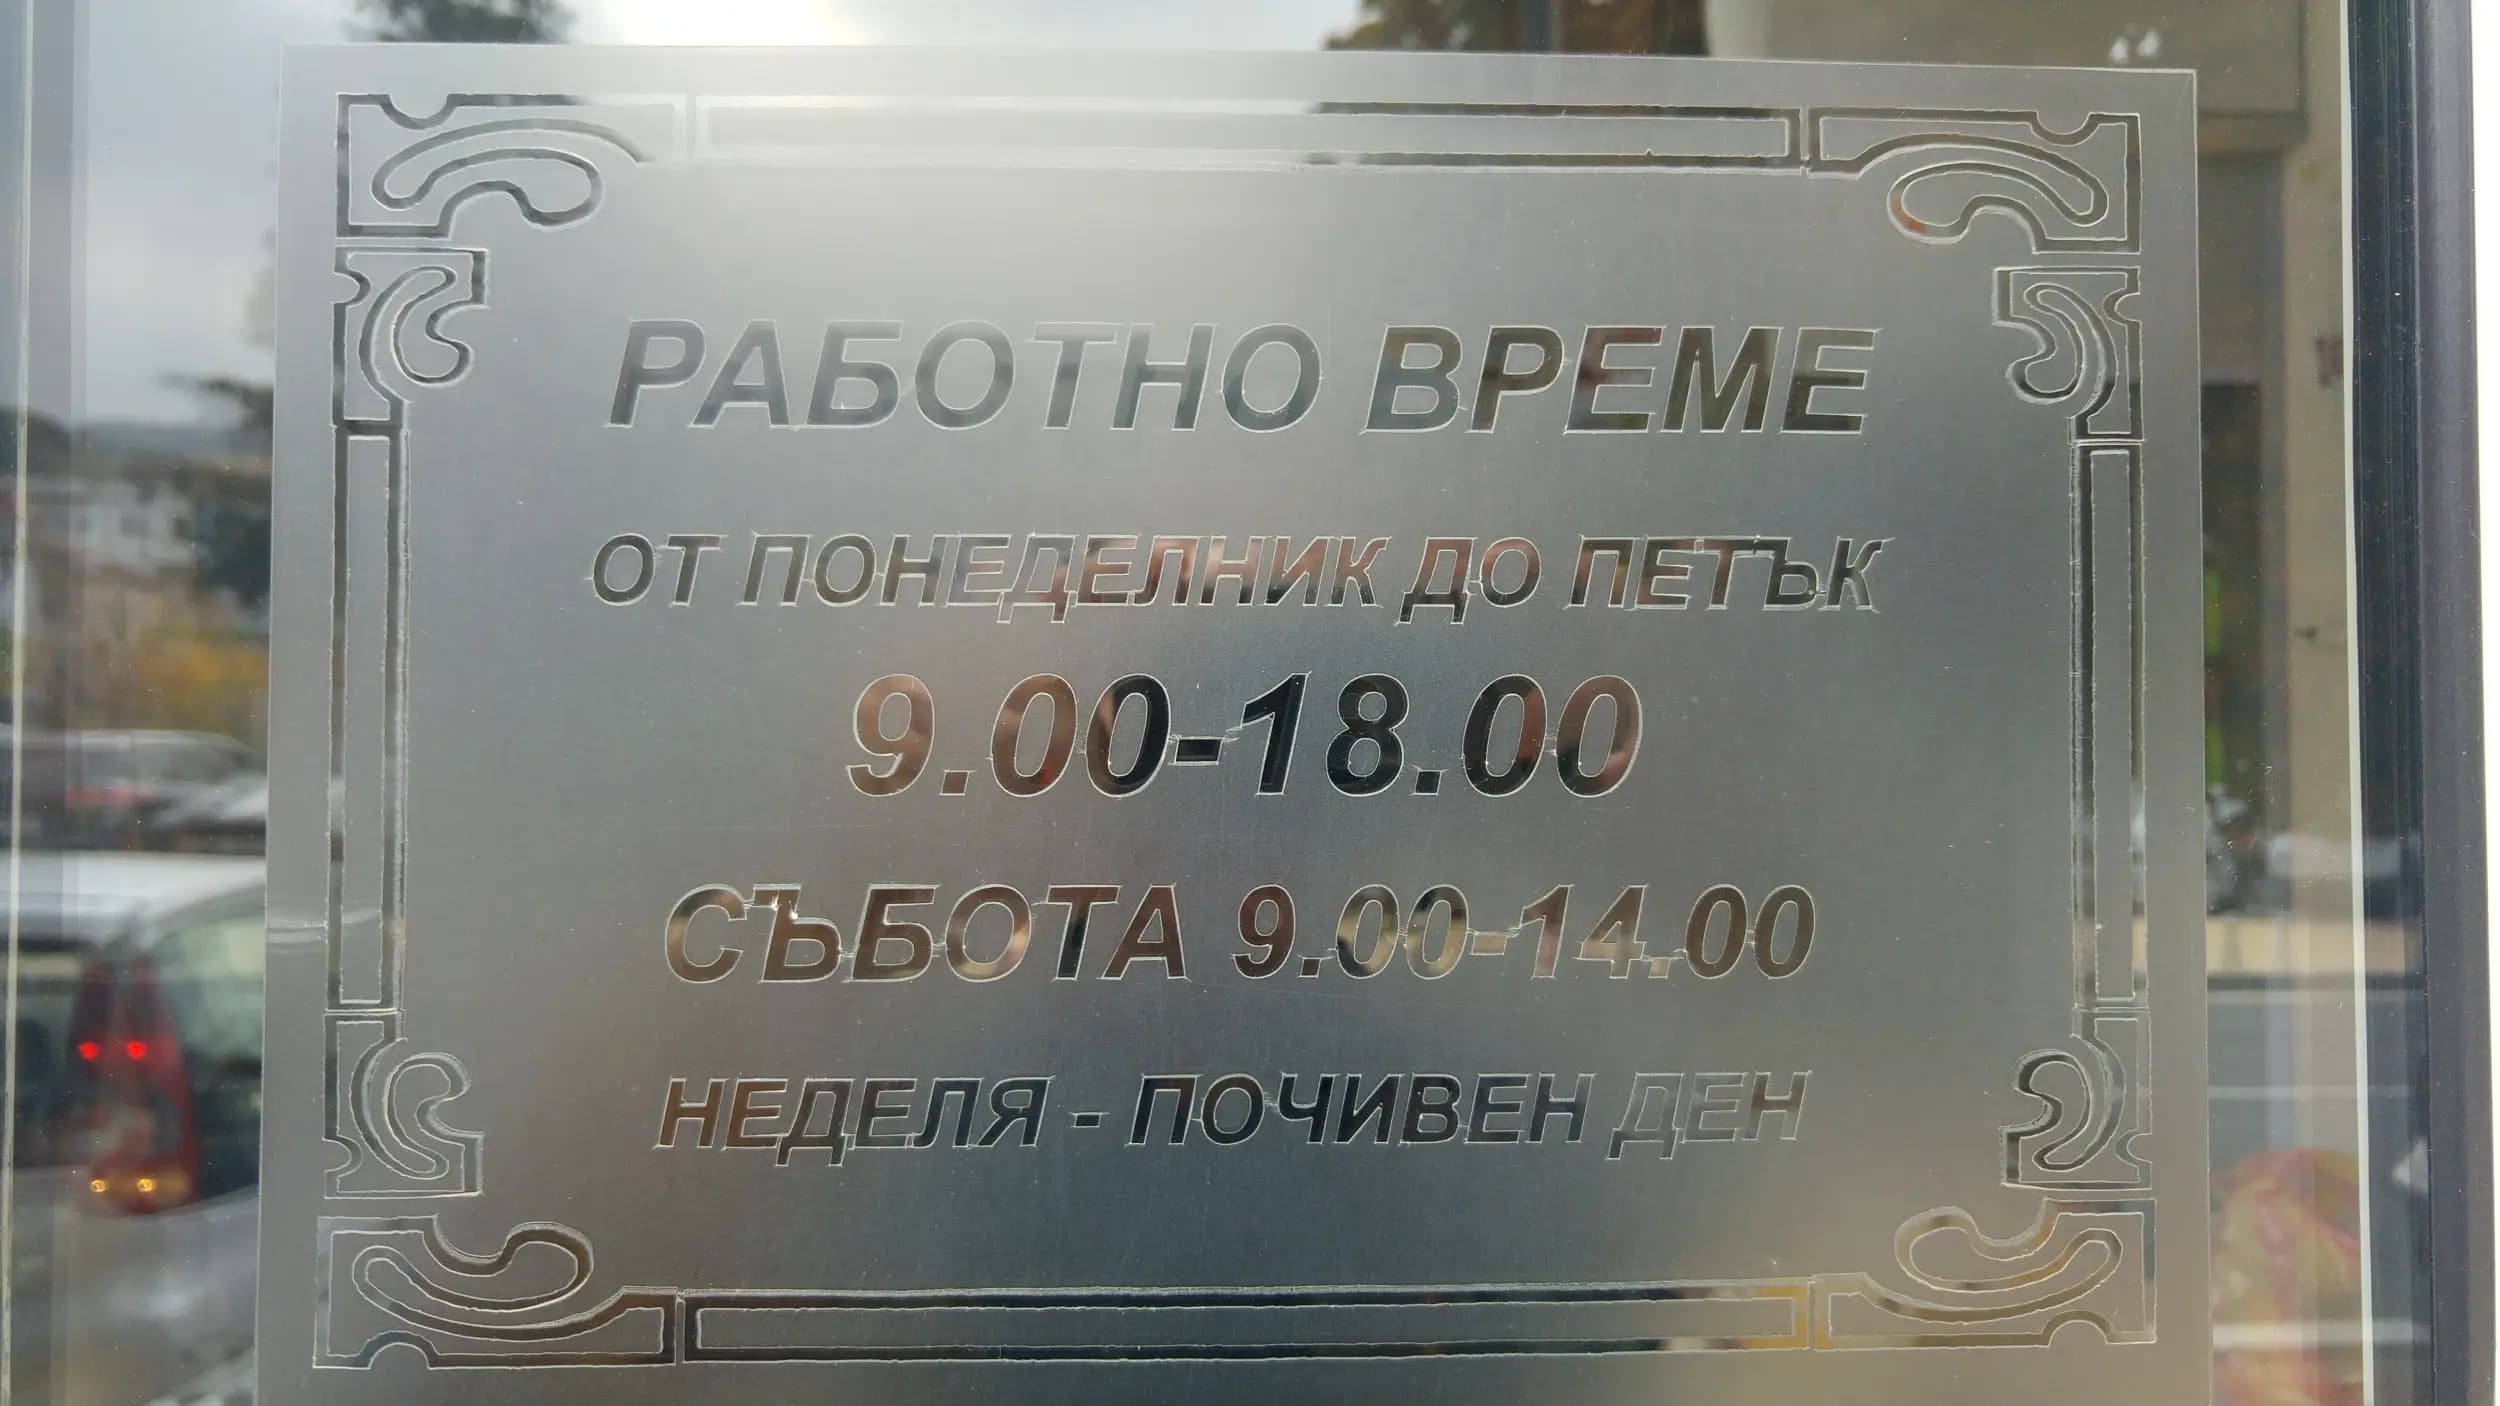 РАБОТНО ВРЕМЕ
ОТ ПОНЕДЕЛНИК ДО ПЕТЪК
9.00-18.00
СЪБОТА 9.00-14.00
НЕДЕЛЯ - ПОЧИВЕН ДЕН